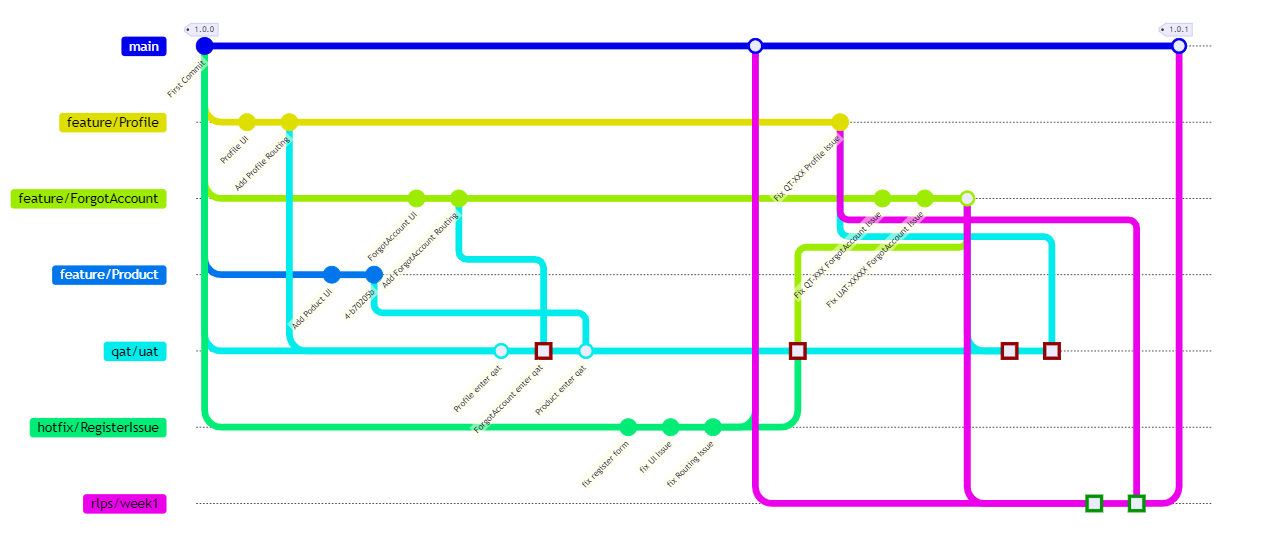 1.0.0
1.0.1
main
First Commit
feature/Profile
Profile UI
Add Profile Routing
Fix QT-XXX Profile Issue
feature/ForgotAccount
ForgotAccount UI
Add ForgotAccount Routing
Fix QT-XXX ForgotAccount Issue
Fix UAT-XXXXX ForgotAccount Issue
feature/Product
Add Poduct UI
4-b70205b
qat/uat
Profile enter qat
ForgotAccount enter qat
Product enter qat
hotfix/RegisterIssue
fix register form
fix UI Issue
fix Routing Issue
rlps/week1